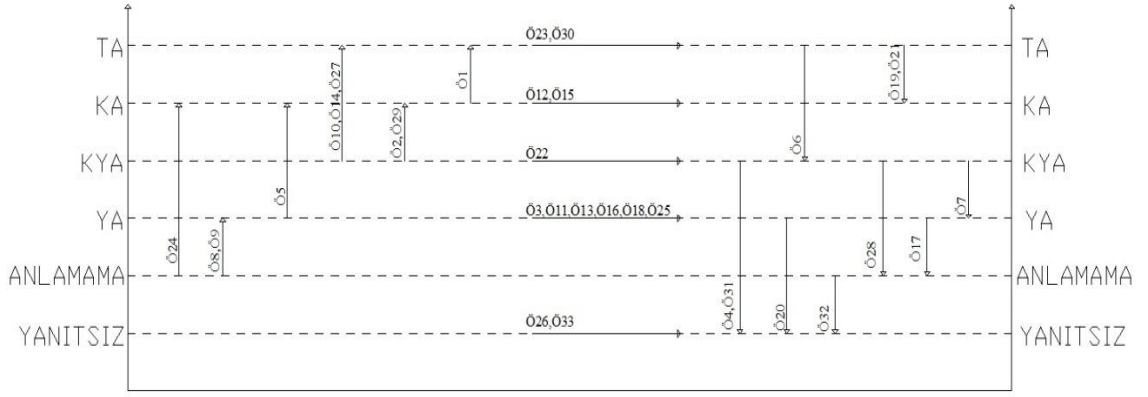 TA
Ö23,Ö30
TA
Ö10,Ö14,Ö27
Ö1
Ö19,Ö21
KA
Ö12,Ö15
KA
Ö2,Ö29
Ö6
KYA
Ö22
KYA
Ö5
Ö7
YA
Ö3,Ö11,Ö13,Ö16,Ö18,Ö25
YA
Ö24
Ö8,Ö9
Ö28
Ö17
ANLAMAMA
ANLAMAMA
Ö4,Ö31
Ö20
Ö32
YANITSIZ
Ö26,Ö33
YANITSIZ